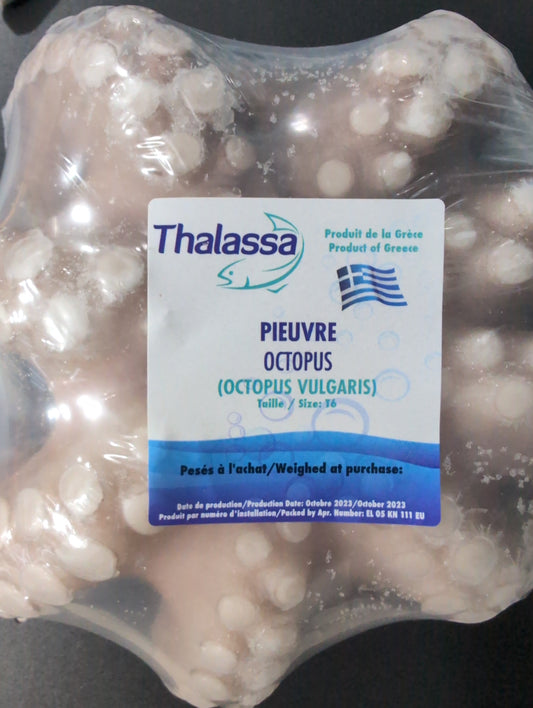 Thalassa
Produit de la Grèce
Product of Greece
PIEUVRE
OCTOPUS
(OCTOPUS VULGARIS)
Taille / Size: T6
Pesés à l'achat/Weighed at purchase:
Date de production/Production Date: Octobre 2023/October 2023
Produit par numéro d'installation/Packed by Apr. Number: EL 05 KN 111 EU